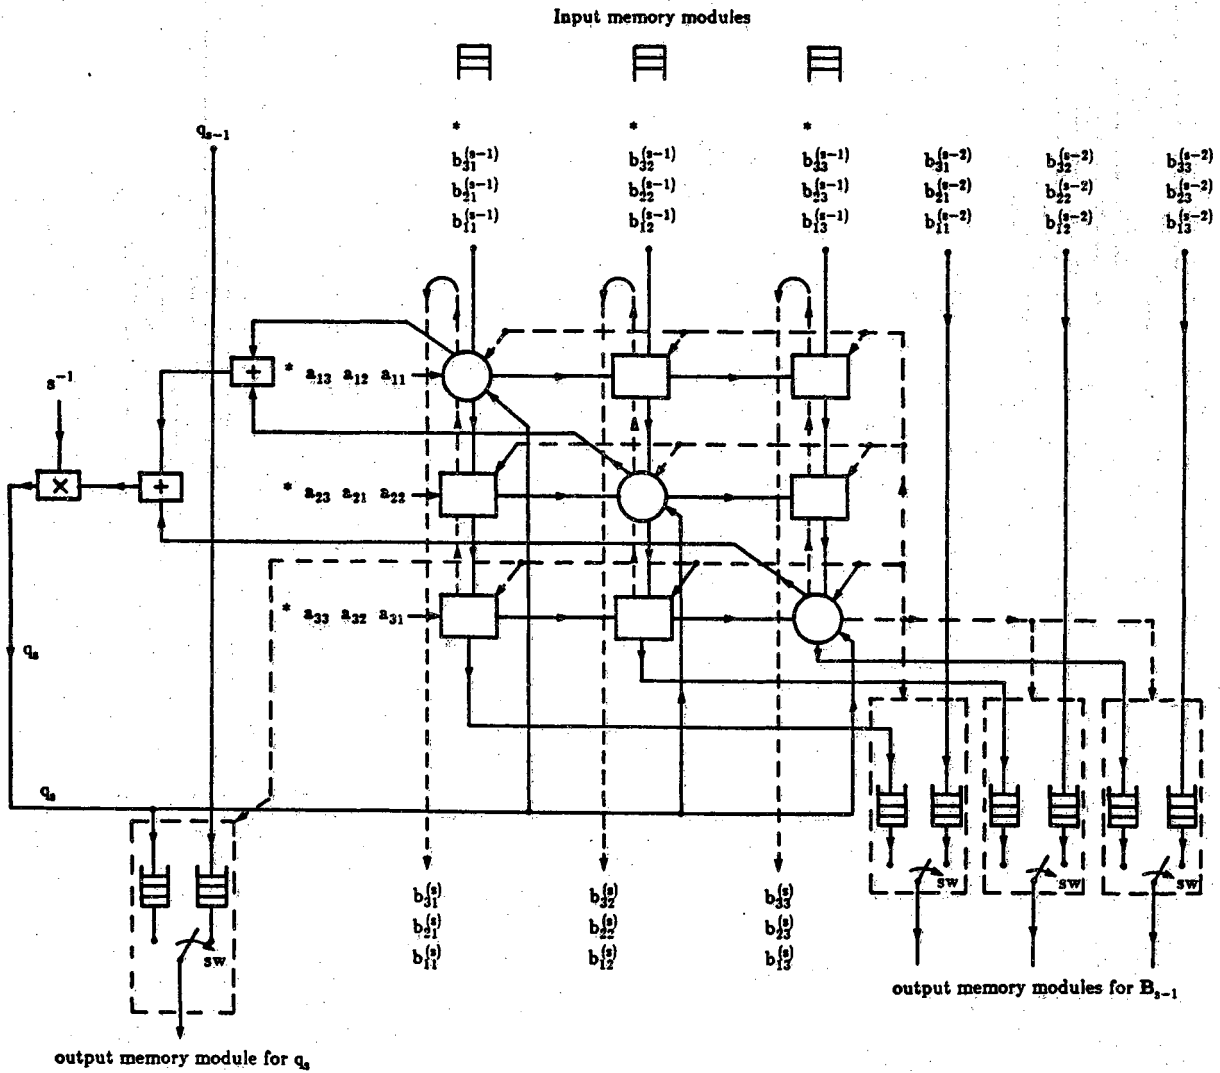 Input memory modules
q_{s-1}
* * *
b_{31}^{(s-1)} b_{32}^{(s-1)} b_{33}^{(s-1)} b_{31}^{(s-2)} b_{32}^{(s-2)} b_{33}^{(s-2)}
b_{21}^{(s-1)} b_{22}^{(s-1)} b_{23}^{(s-1)} b_{21}^{(s-2)} b_{22}^{(s-2)} b_{23}^{(s-2)}
b_{11}^{(s-1)} b_{12}^{(s-1)} b_{13}^{(s-1)} b_{11}^{(s-2)} b_{12}^{(s-2)} b_{13}^{(s-2)}
s^{-1}
+ * a_{13} a_{12} a_{11}
× + * a_{23} a_{21} a_{22}
* a_{33} a_{32} a_{31}
q_s
q_s
sw sw sw
b_{31}^{(s)} b_{32}^{(s)} b_{33}^{(s)}
b_{21}^{(s)} b_{22}^{(s)} b_{23}^{(s)}
b_{11}^{(s)} b_{12}^{(s)} b_{13}^{(s)}
sw
output memory modules for B_{s-1}
output memory module for q_s